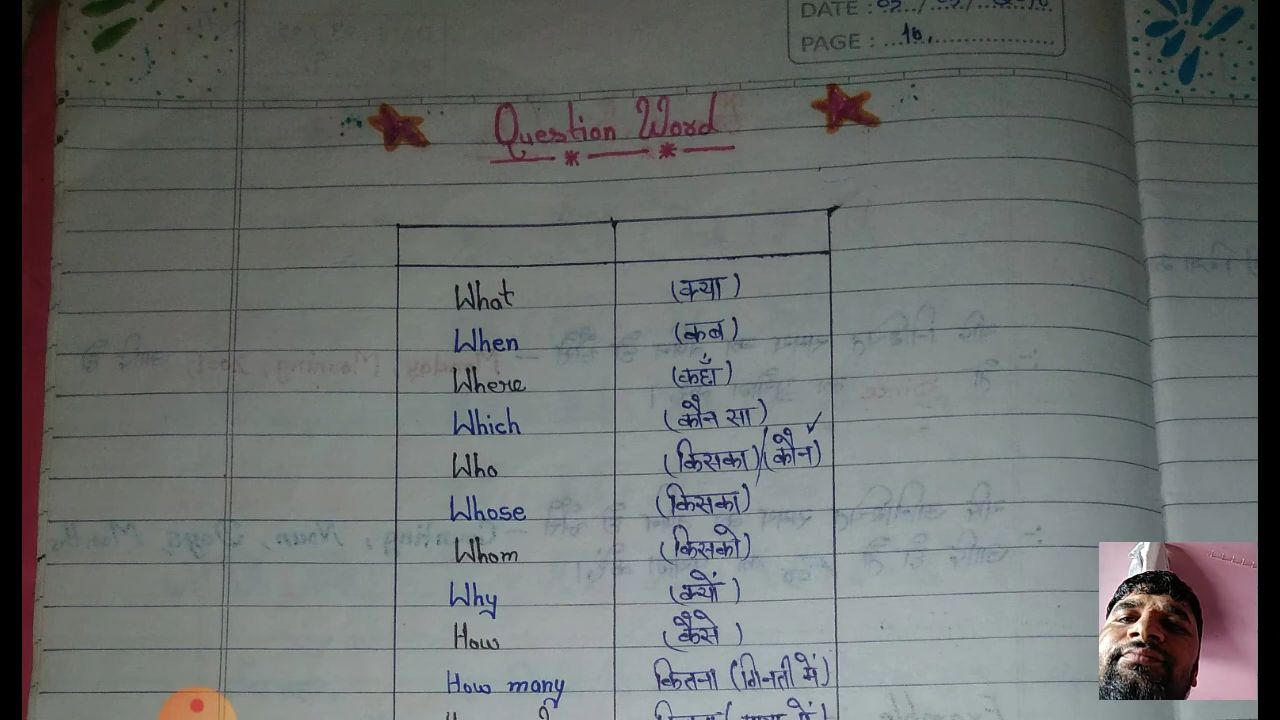 DATE :
PAGE : 10.
Question Word
What (क्या)
When (कब)
Where (कहाँ)
Which (कौन सा)
Who (किसका)/(कौन)
Whose (किसका)
Whom (किसको)
Why (क्यों)
How (कैसे)
How many कितना (गिनती में)